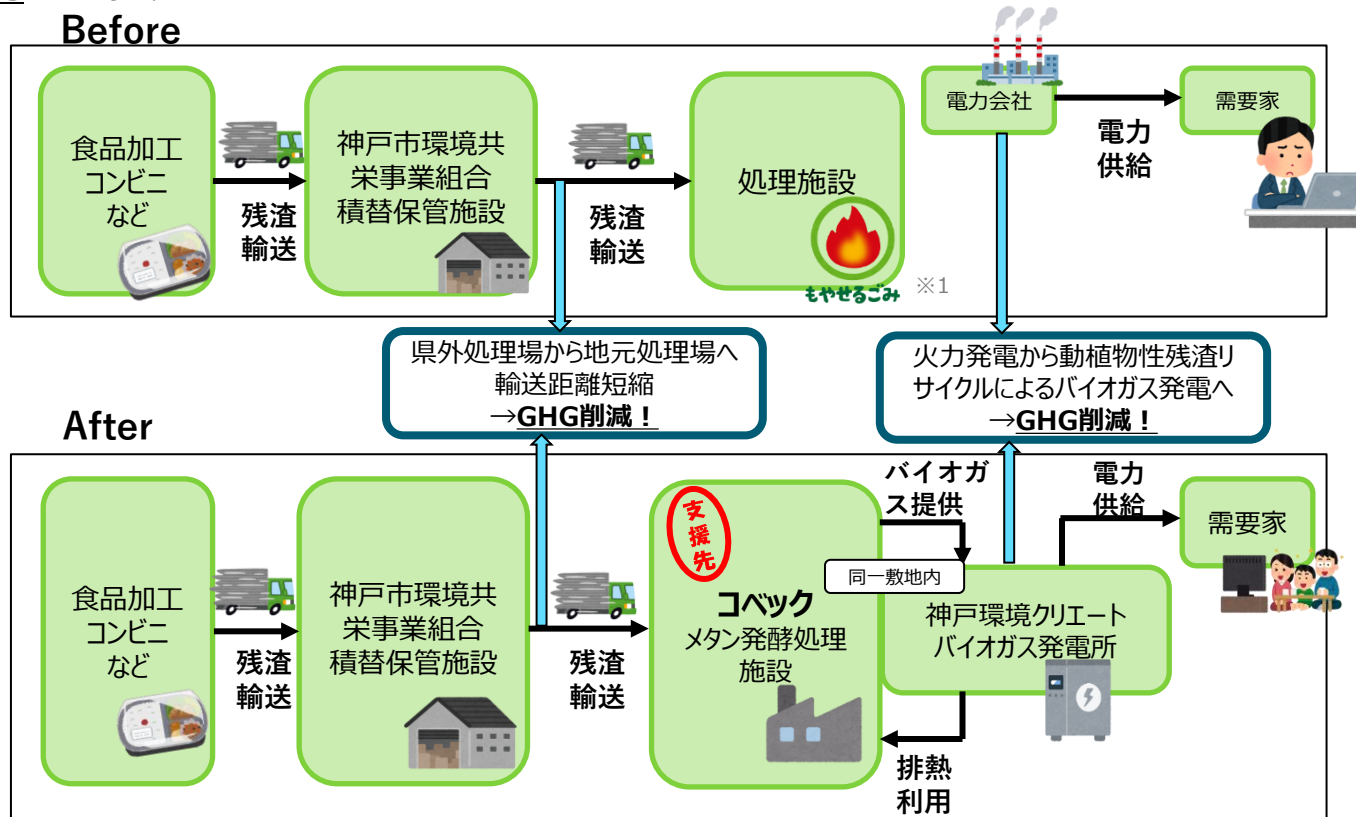 Before
食品加工
コンビニ
など
残渣
輸送
神戸市環境共
栄事業組合
積替保管施設
残渣
輸送
処理施設
もやせるごみ
※1
電力会社
電力
供給
需要家
県外処理場から地元処理場へ
輸送距離短縮
→GHG削減！
火力発電から動植物性残渣リ
サイクルによるバイオガス発電へ
→GHG削減！
After
食品加工
コンビニ
など
残渣
輸送
神戸市環境共
栄事業組合
積替保管施設
残渣
輸送
支援先
コベック
メタン発酵処理
施設
バイオガ
ス提供
同一敷地内
神戸環境クリエート
バイオガス発電所
排熱
利用
電力
供給
需要家